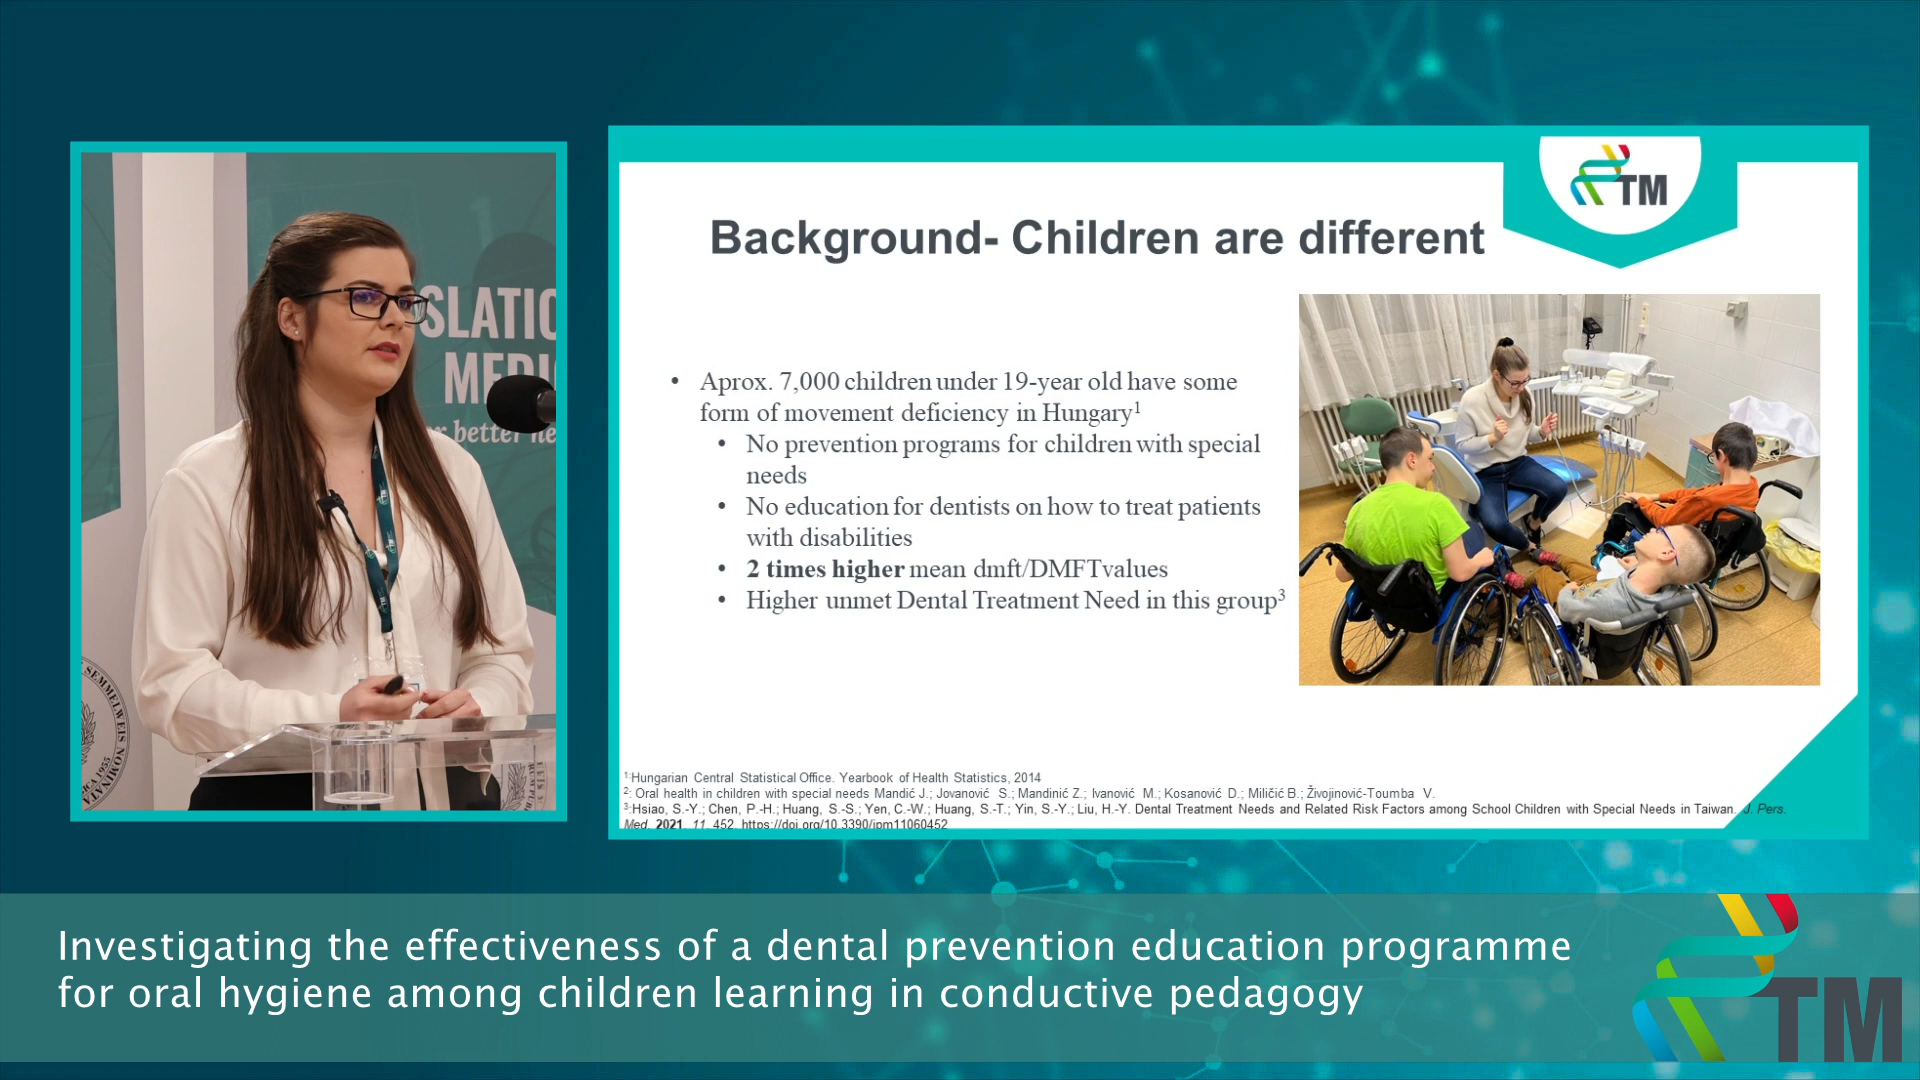 SLATIO
MEDI
r better he
SEMMELWEIS NOMINATA
1955
TM
Background- Children are different
• Aprox. 7,000 children under 19-year old have some
form of movement deficiency in Hungary1
• No prevention programs for children with special
needs
• No education for dentists on how to treat patients
with disabilities
• 2 times higher mean dmft/DMFTvalues
• Higher unmet Dental Treatment Need in this group3
1:Hungarian Central Statistical Office. Yearbook of Health Statistics, 2014
2: Oral health in children with special needs Mandić J.; Jovanović S.; Mandinić Z.; Ivanović M.; Kosanović D.; Miličić B.; Živojinović-Toumba V.
3:Hsiao, S.-Y.; Chen, P.-H.; Huang, S.-S.; Yen, C.-W.; Huang, S.-T.; Yin, S.-Y.; Liu, H.-Y. Dental Treatment Needs and Related Risk Factors among School Children with Special Needs in Taiwan. J. Pers.
Med. 2021, 11, 452. https://doi.org/10.3390/jpm11060452
Investigating the effectiveness of a dental prevention education programme
for oral hygiene among children learning in conductive pedagogy
TM